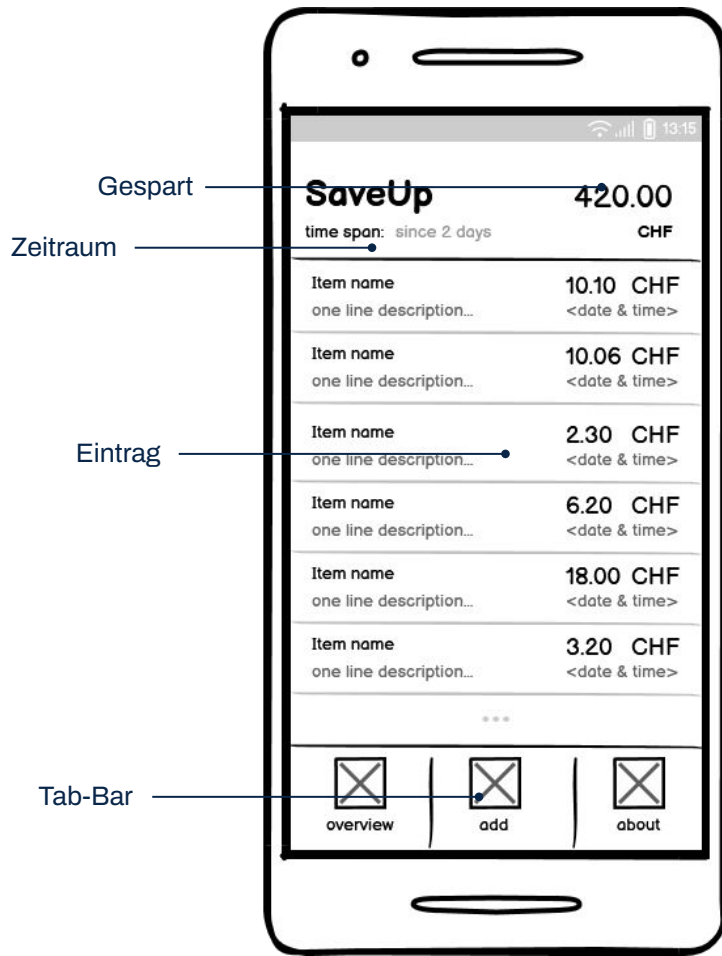 13:15
Gespart
SaveUp 420.00
time span: since 2 days CHF
Zeitraum
Item name 10.10 CHF
one line description... <date & time>
Item name 10.06 CHF
one line description... <date & time>
Item name 2.30 CHF
Eintrag
one line description... <date & time>
Item name 6.20 CHF
one line description... <date & time>
Item name 18.00 CHF
one line description... <date & time>
Item name 3.20 CHF
one line description... <date & time>
...
Tab-Bar
overview add about